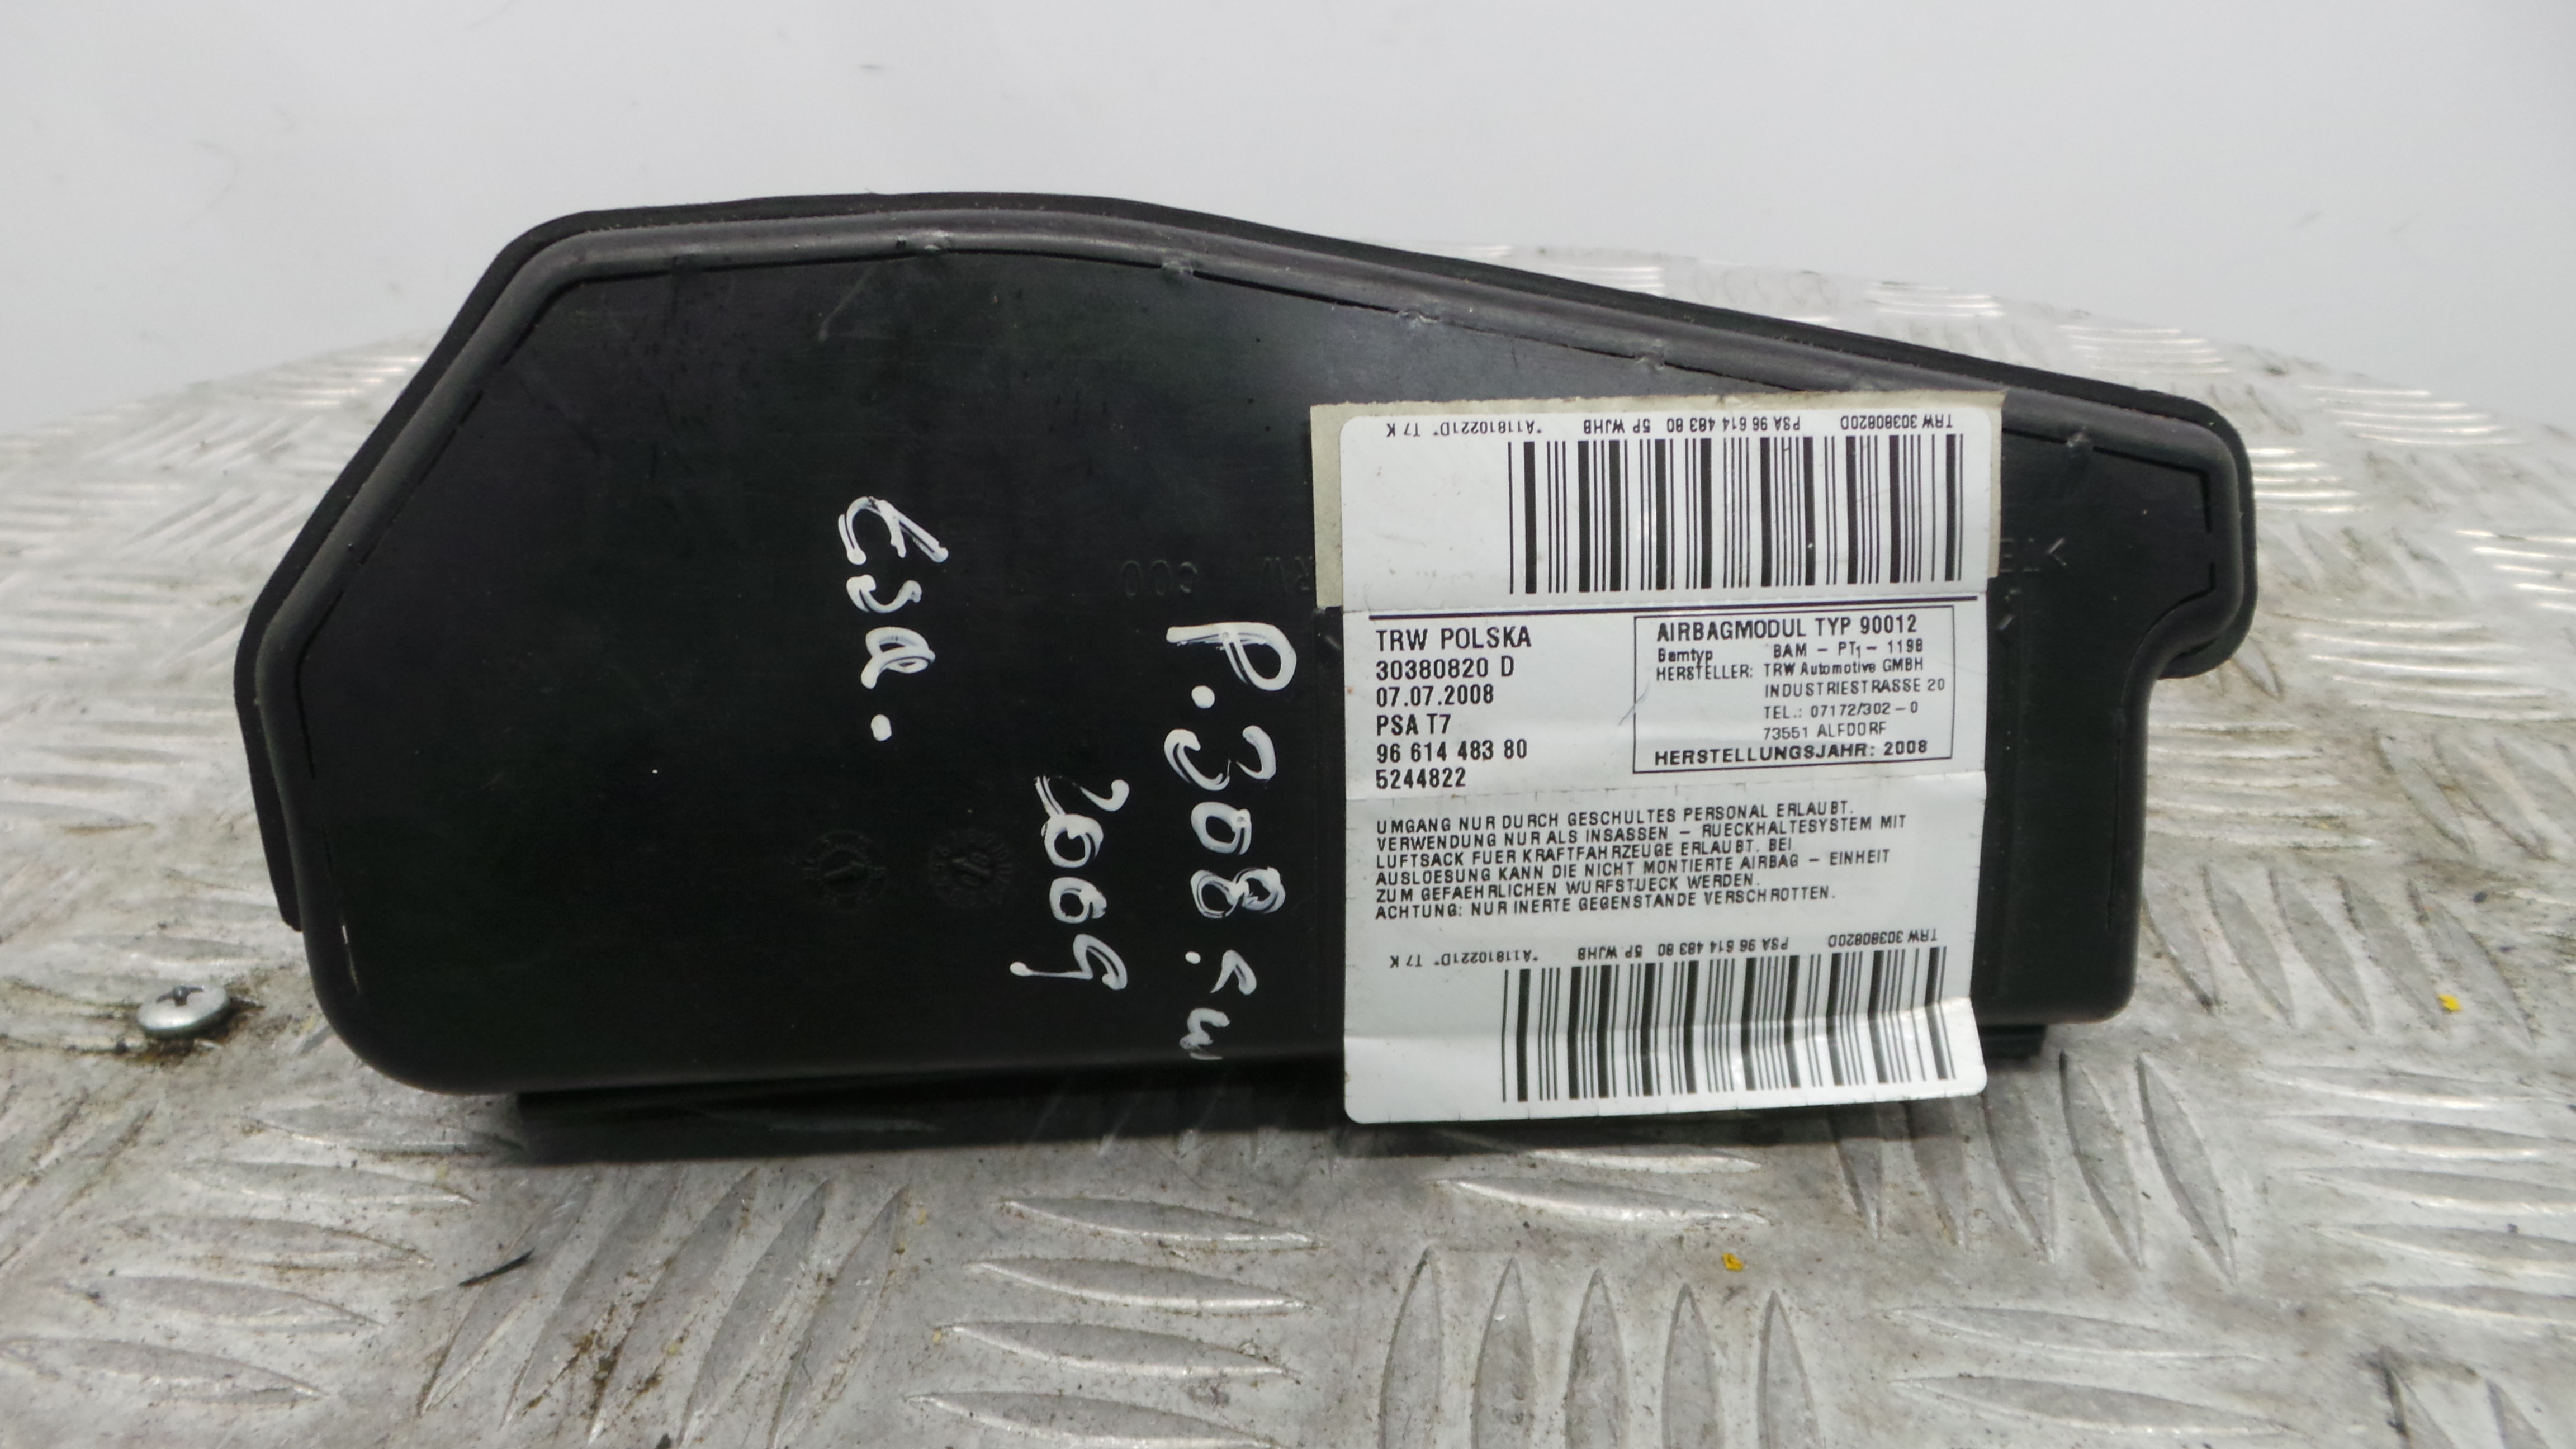 TRW 30380820D PSA 96 614 483 80 5P WJHB *A11810221D* T7 K
TRW POLSKA
30380820 D
07.07.2008
PSA T7
96 614 483 80
5244822
AIRBAGMODUL TYP 90012
Bamtyp BAM - PT1 - 1198
HERSTELLER: TRW Automotive GMBH
INDUSTRIESTRASSE 20
TEL.: 07172/302-0
73551 ALFDORF
HERSTELLUNGSJAHR: 2008
UMGANG NUR DURCH GESCHULTES PERSONAL ERLAUBT.
VERWENDUNG NUR ALS INSASSEN - RUECKHALTESYSTEM MIT
LUFTSACK FUER KRAFTFAHRZEUGE ERLAUBT. BEI
AUSLOESUNG KANN DIE NICHT MONTIERTE AIRBAG - EINHEIT
ZUM GEFAEHRLICHEN WURFSTUECK WERDEN.
ACHTUNG: NUR INERTE GEGENSTANDE VERSCHROTTEN.
TRW 30380820D PSA 96 614 483 80 5P WJHB *A11810221D* T7 K
P.308.sw
2009